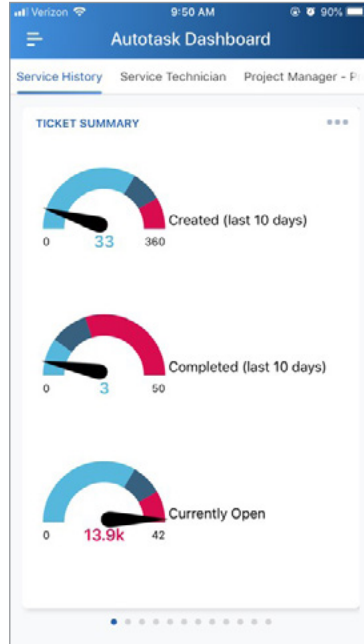 Verizon 9:50 AM 90%
Autotask Dashboard
Service History Service Technician Project Manager - P
TICKET SUMMARY
Created (last 10 days)
0 33 360
Completed (last 10 days)
0 3 50
Currently Open
0 13.9k 42